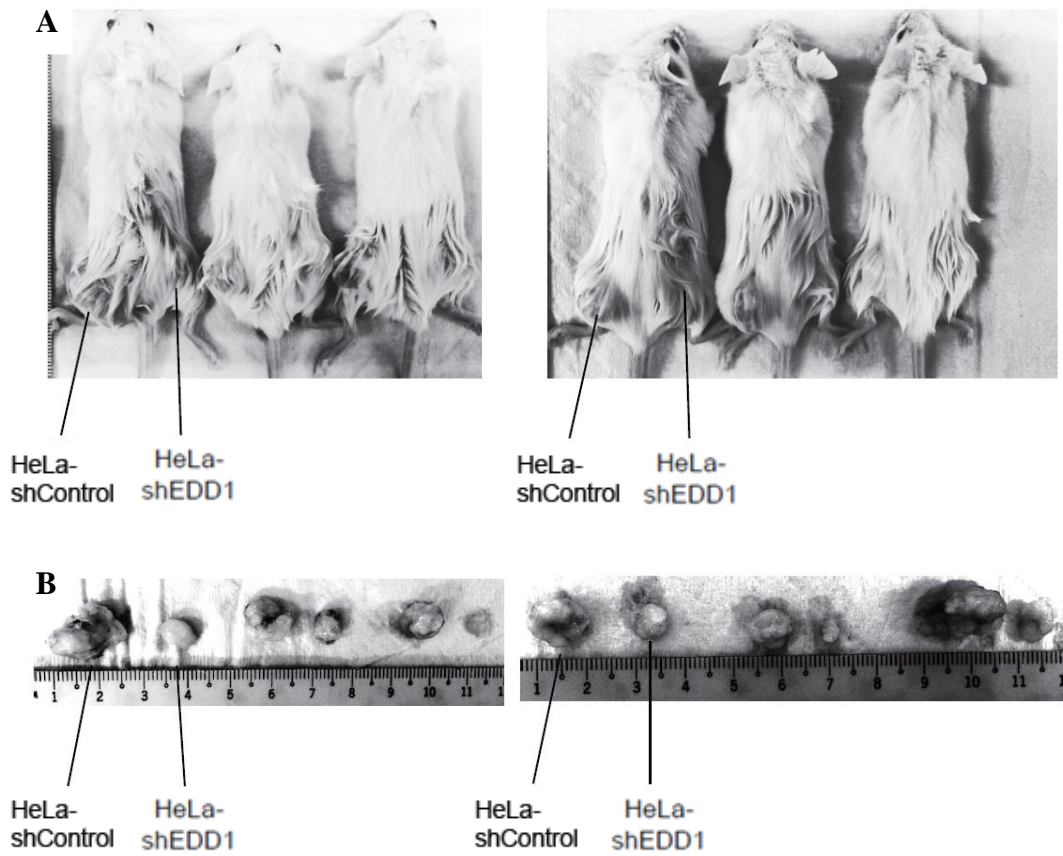 A
HeLa-
shControl
HeLa-
shEDD1
HeLa-
shControl
HeLa-
shEDD1
B
1 2 3 4 5 6 7 8 9 10 11
1 2 3 4 5 6 7 8 9 10 11 1
HeLa-
shControl
HeLa-
shEDD1
HeLa-
shControl
HeLa-
shEDD1